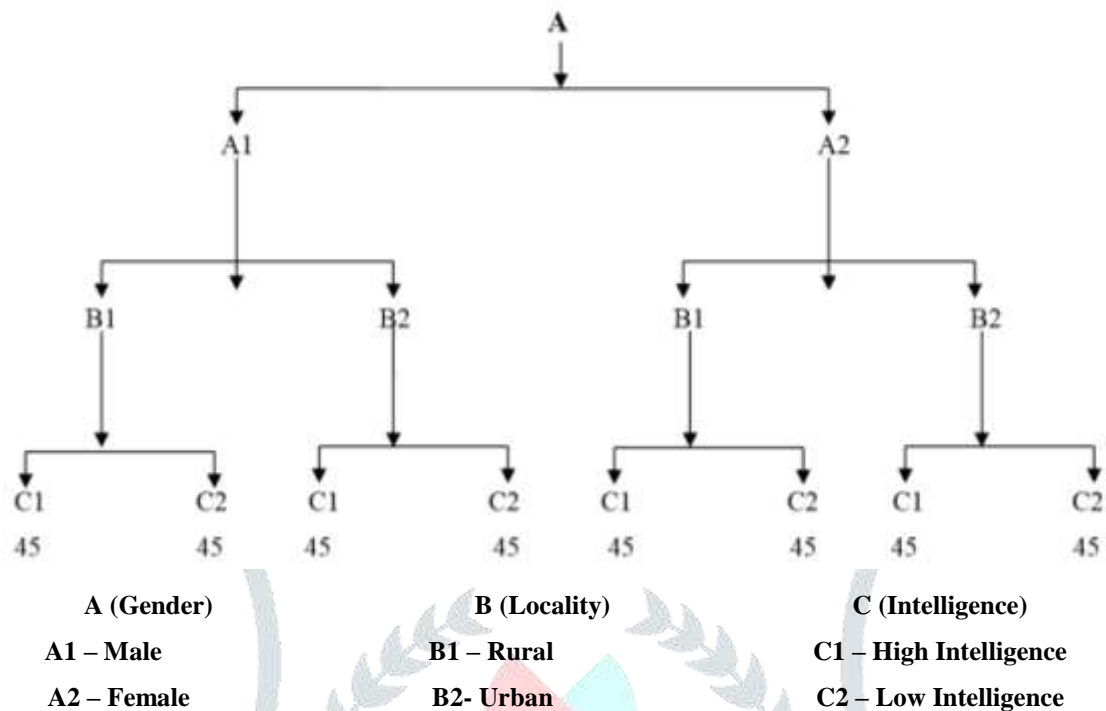 A
A1 A2
B1 B2 B1 B2
C1 C2 C1 C2 C1 C2 C1 C2
45 45 45 45 45 45 45 45
A (Gender) B (Locality) C (Intelligence)
A1 – Male B1 – Rural C1 – High Intelligence
A2 – Female B2- Urban C2 – Low Intelligence